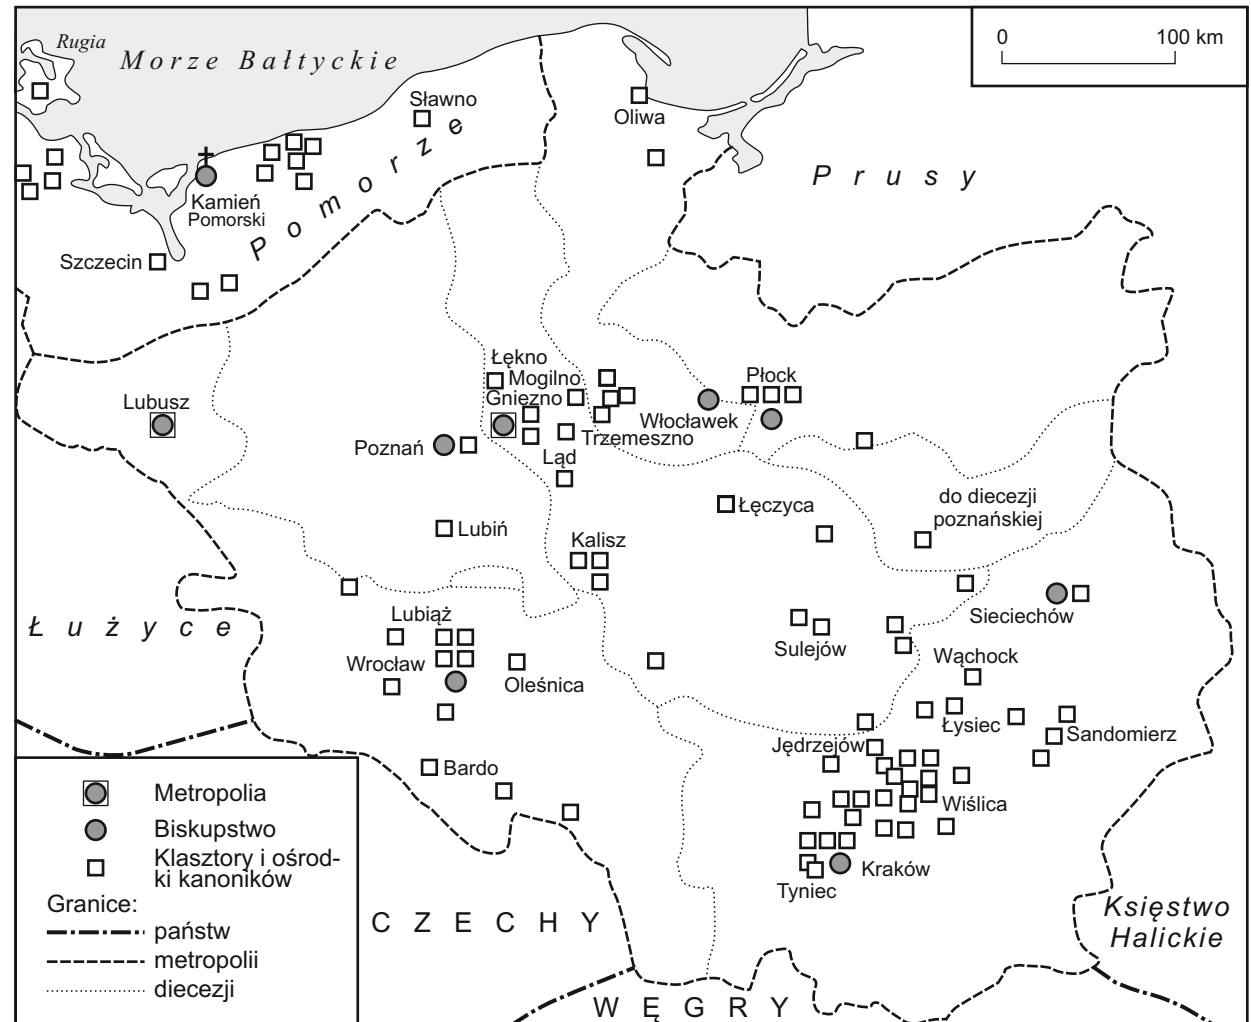 0 100 km
Rugia
Morze Bałtyckie
Sławno
Oliwa
Pomorze
Prusy
Kamień
Pomorski
Szczecin
Łękno
Mogilno
Gniezno
Płock
Lubusz
Włocławek
Trzemeszno
Poznań
Ląd
do diecezji
poznańskiej
Łęczyca
Lubiń
Kalisz
Sieciechów
Lubiąż
Łużyce
Sulejów
Wąchock
Wrocław
Oleśnica
Łysiec
Sandomierz
Jędrzejów
Bardo
Wiślica
Kraków
Tyniec
Księstwo
Halickie
CZECHY
WĘGRY
Metropolia
Biskupstwo
Klasztory i ośrod-
ki kanoników
Granice:
państw
metropolii
diecezji